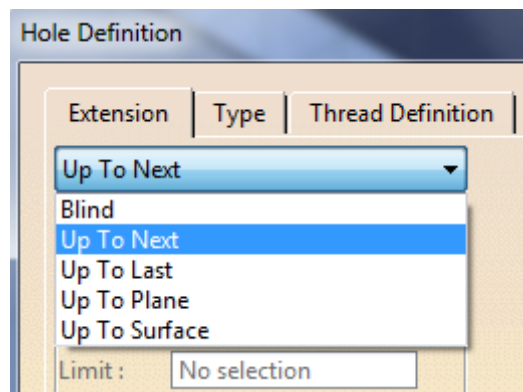 Hole Definition
Extension Type Thread Definition
Up To Next
Blind
Up To Next
Up To Last
Up To Plane
Up To Surface
Limit : No selection